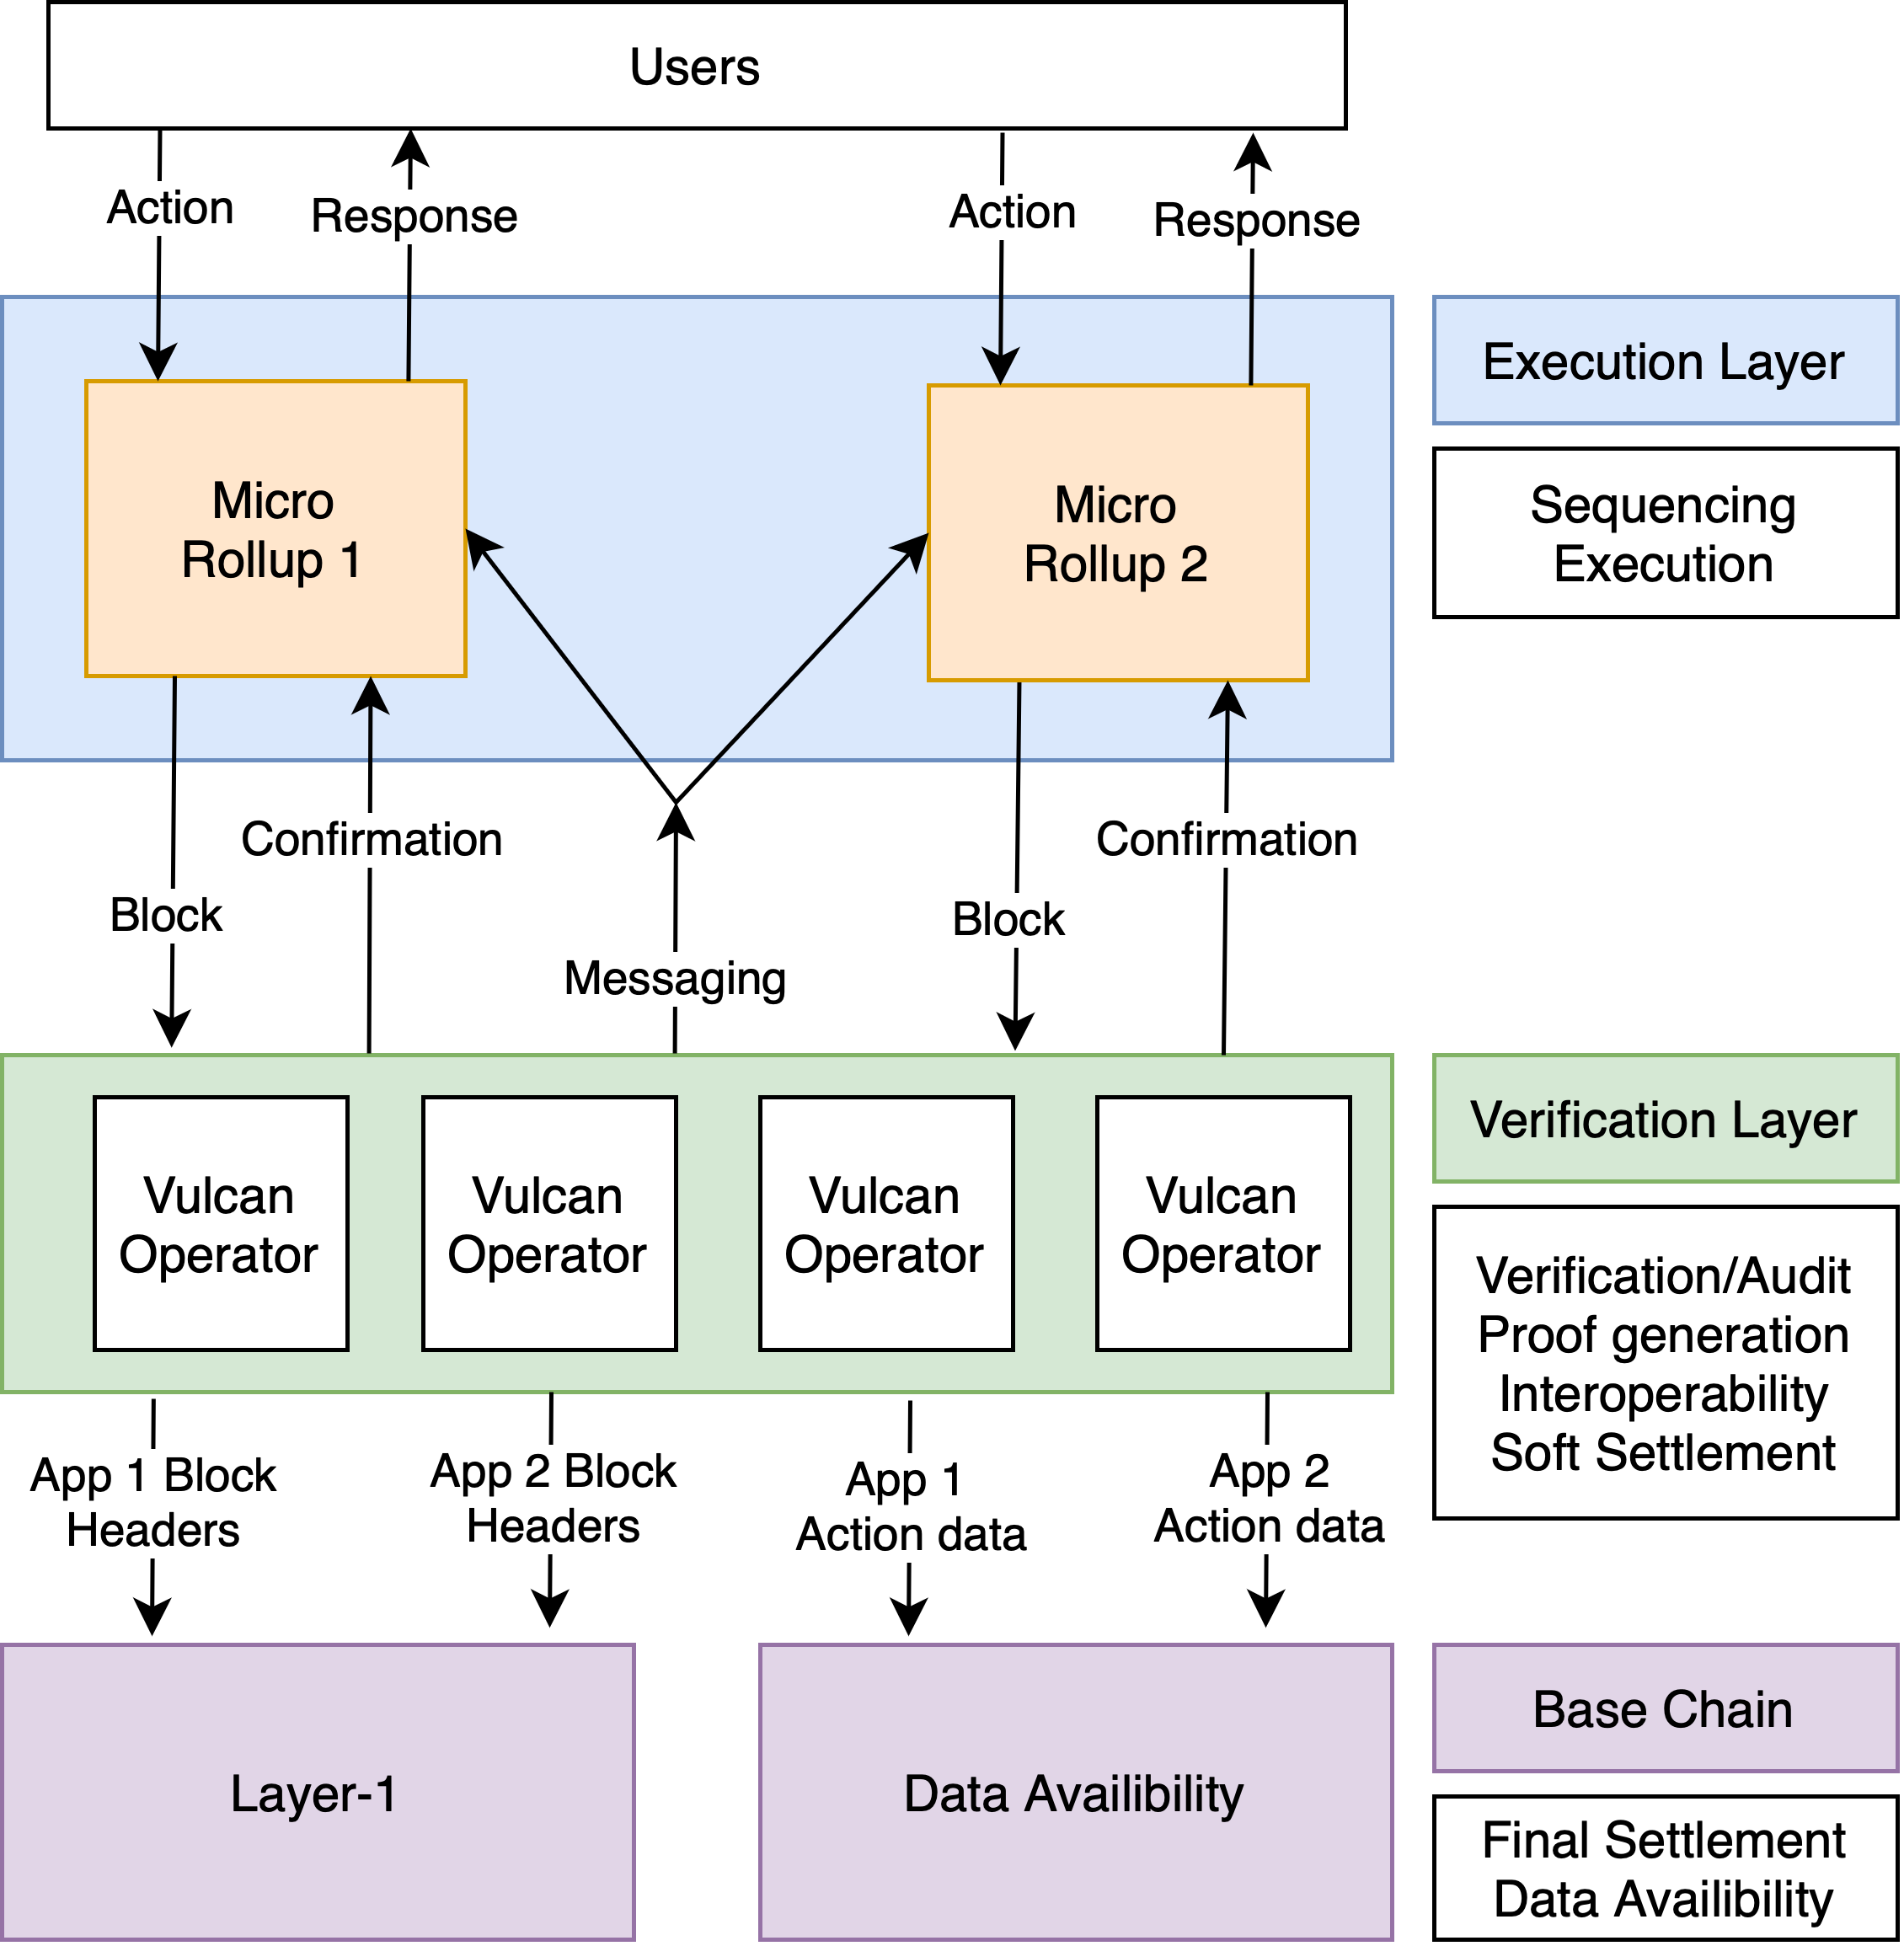 Users
Action
Response
Action
Response
Execution Layer
Micro
Rollup 1
Micro
Rollup 2
Sequencing
Execution
Confirmation
Confirmation
Block
Block
Messaging
Verification Layer
Vulcan
Operator
Vulcan
Operator
Vulcan
Operator
Vulcan
Operator
Verification/Audit
Proof generation
Interoperability
Soft Settlement
App 1 Block
Headers
App 2 Block
Headers
App 1
Action data
App 2
Action data
Base Chain
Layer-1
Data Availibility
Final Settlement
Data Availibility